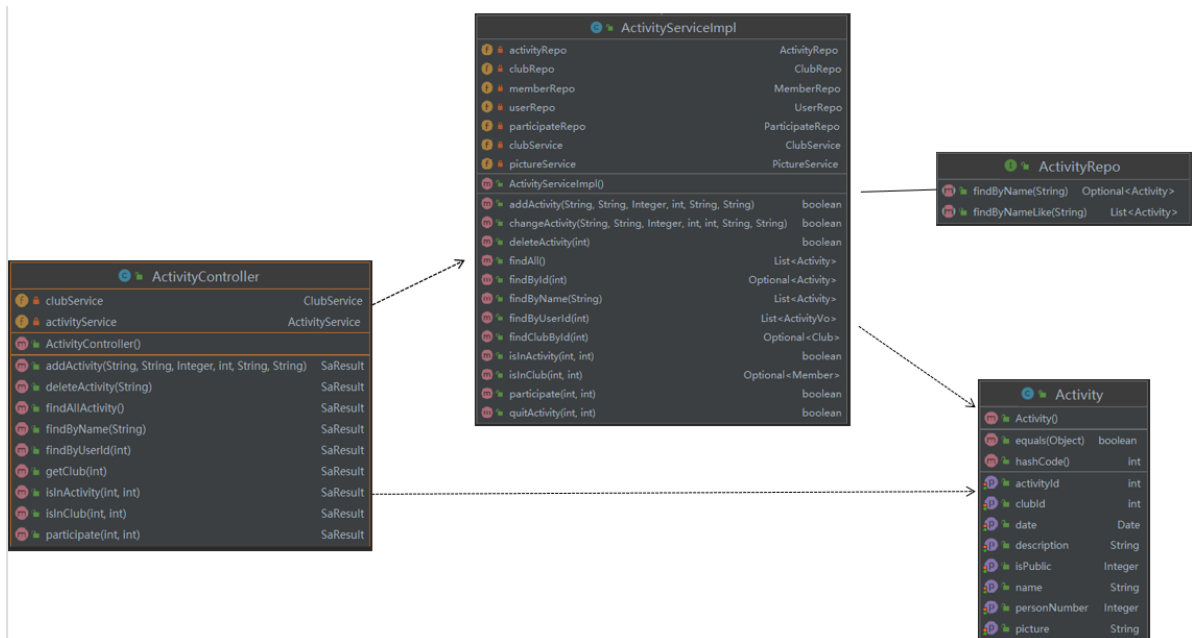 ActivityServiceImpl
activityRepo ActivityRepo
clubRepo ClubRepo
memberRepo MemberRepo
userRepo UserRepo
participateRepo ParticipateRepo
clubService ClubService
pictureService PictureService
ActivityServiceImpl()
addActivity(String, String, Integer, int, String, String) boolean
changeActivity(String, String, Integer, int, int, String, String) boolean
deleteActivity(int) boolean
findAll() List<Activity>
findById(int) Optional<Activity>
findByName(String) List<Activity>
findByUserId(int) List<ActivityVo>
findClubById(int) Optional<Club>
isInActivity(int, int) boolean
isInClub(int, int) Optional<Member>
participate(int, int) boolean
quitActivity(int, int) boolean
ActivityRepo
findByName(String) Optional<Activity>
findByNameLike(String) List<Activity>
ActivityController
clubService ClubService
activityService ActivityService
ActivityController()
addActivity(String, String, Integer, int, String, String) SaResult
deleteActivity(String) SaResult
findAllActivity() SaResult
findByName(String) SaResult
findByUserId(int) SaResult
getClub(int) SaResult
isInActivity(int, int) SaResult
isInClub(int, int) SaResult
participate(int, int) SaResult
Activity
Activity()
equals(Object) boolean
hashCode() int
activityId int
clubId int
date Date
description String
isPublic Integer
name String
personNumber Integer
picture String